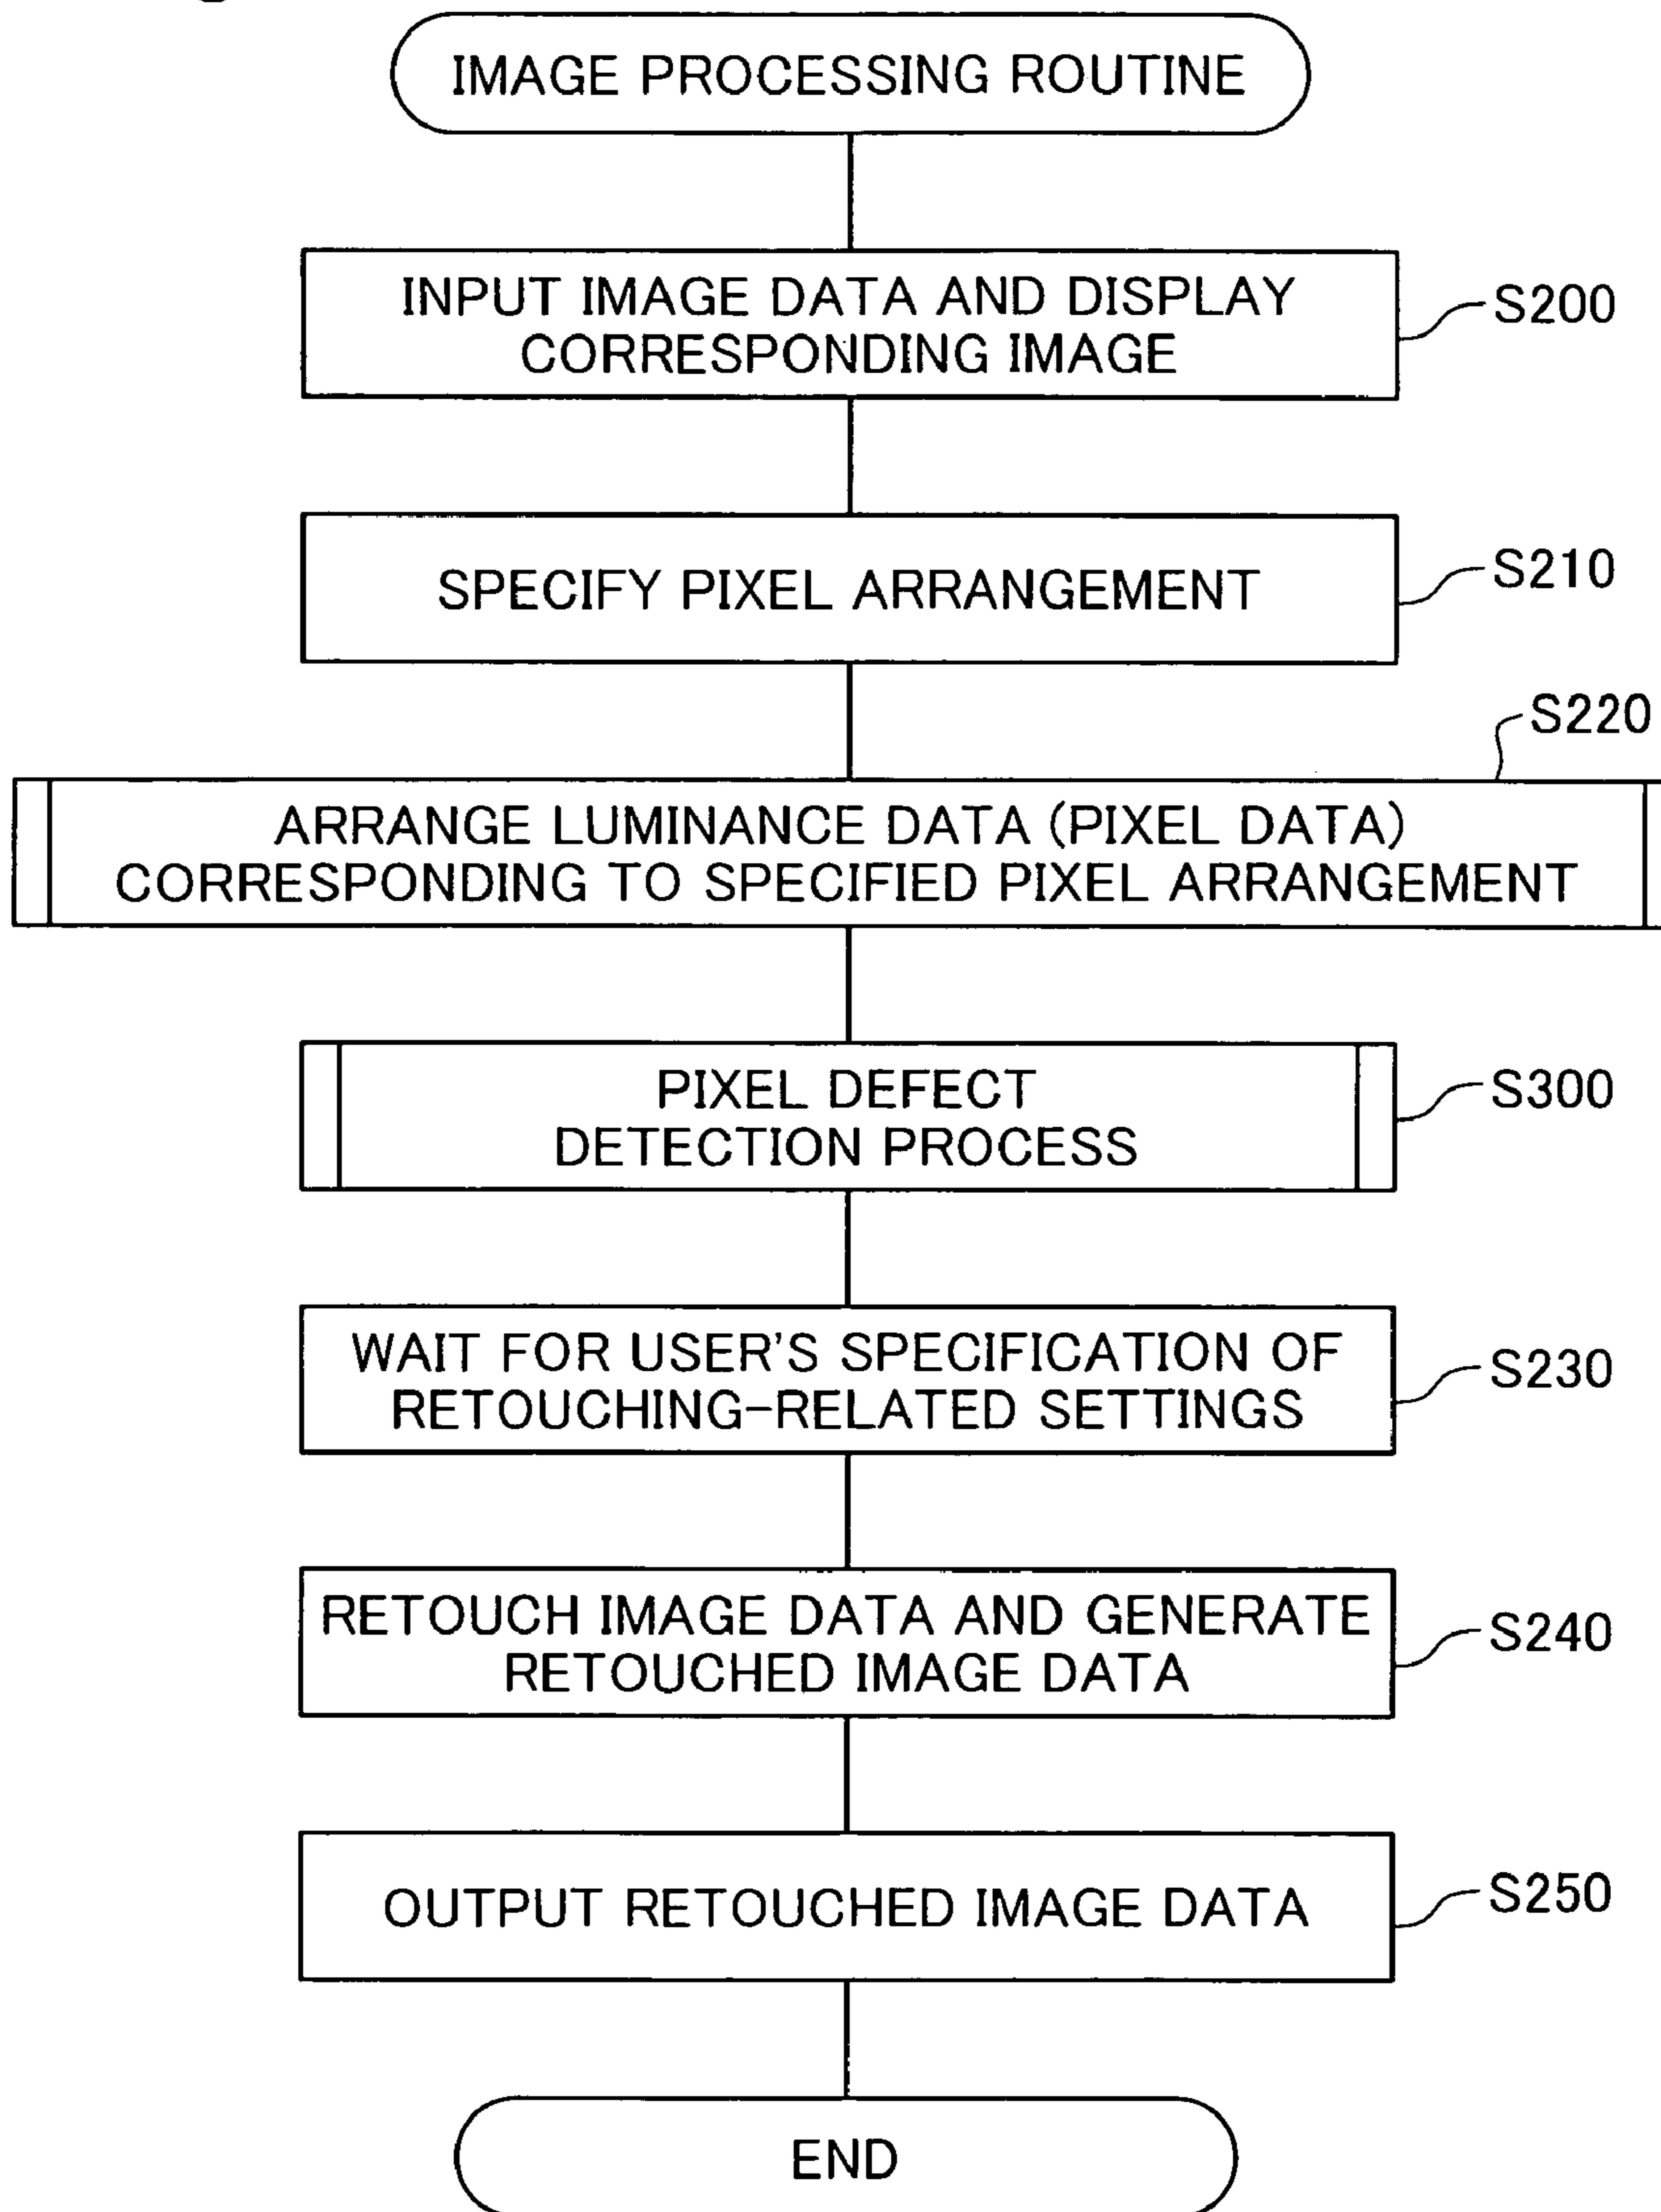 IMAGE PROCESSING ROUTINE
INPUT IMAGE DATA AND DISPLAY
CORRESPONDING IMAGE
S200
SPECIFY PIXEL ARRANGEMENT
S210
S220
ARRANGE LUMINANCE DATA (PIXEL DATA)
CORRESPONDING TO SPECIFIED PIXEL ARRANGEMENT
PIXEL DEFECT
DETECTION PROCESS
S300
WAIT FOR USER'S SPECIFICATION OF
RETOUCHING-RELATED SETTINGS
S230
RETOUCH IMAGE DATA AND GENERATE
RETOUCHED IMAGE DATA
S240
OUTPUT RETOUCHED IMAGE DATA
S250
END